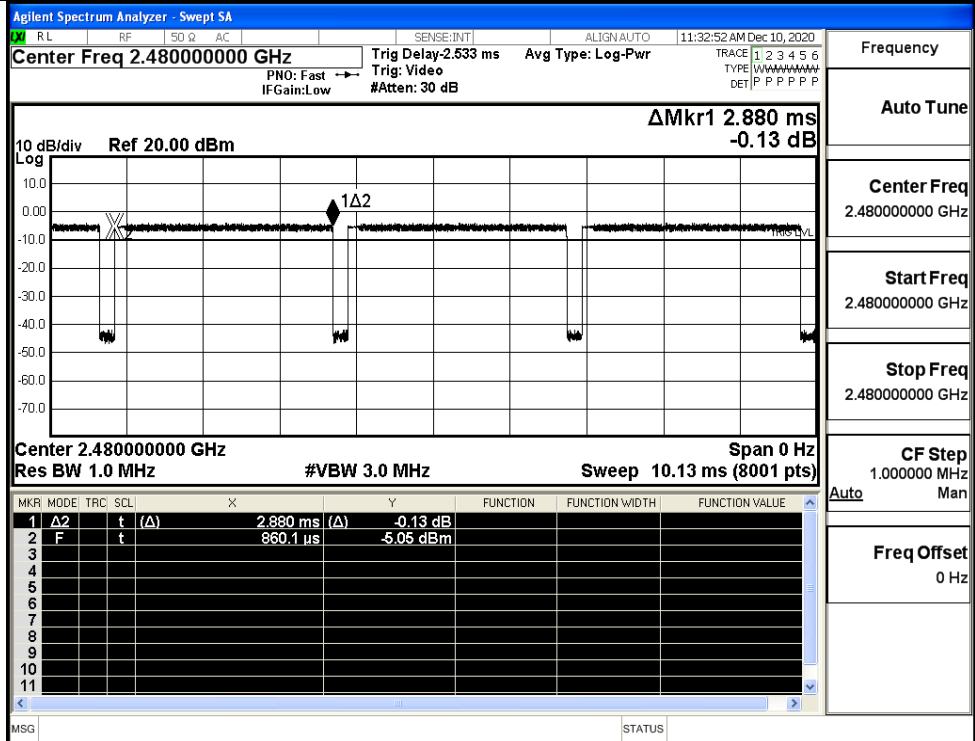 Agilent Spectrum Analyzer - Swept SA
LXI RL RF 50 Ω AC SENSE:INT ALIGN AUTO 11:32:52 AM Dec 10, 2020
Center Freq 2.480000000 GHz
PNO: Fast
IFGain:Low
Trig Delay-2.533 ms
Trig: Video
#Atten: 30 dB
Avg Type: Log-Pwr
TRACE 1 2 3 4 5 6
TYPE WWWWWW
DET P P P P P P
ΔMkr1 2.880 ms
-0.13 dB
10 dB/div Ref 20.00 dBm
Log
10.0
0.00
-10.0
-20.0
-30.0
-40.0
-50.0
-60.0
-70.0
1Δ2
2
TRIG LVL
Center 2.480000000 GHz Span 0 Hz
Res BW 1.0 MHz #VBW 3.0 MHz Sweep 10.13 ms (8001 pts)
MKR MODE TRC SCL X Y FUNCTION FUNCTION WIDTH FUNCTION VALUE
1 Δ2 t (Δ) 2.880 ms (Δ) -0.13 dB
2 F t 860.1 µs -5.05 dBm
3
4
5
6
7
8
9
10
11
MSG STATUS
Frequency
Auto Tune
Center Freq
2.480000000 GHz
Start Freq
2.480000000 GHz
Stop Freq
2.480000000 GHz
CF Step
1.000000 MHz
Auto Man
Freq Offset
0 Hz